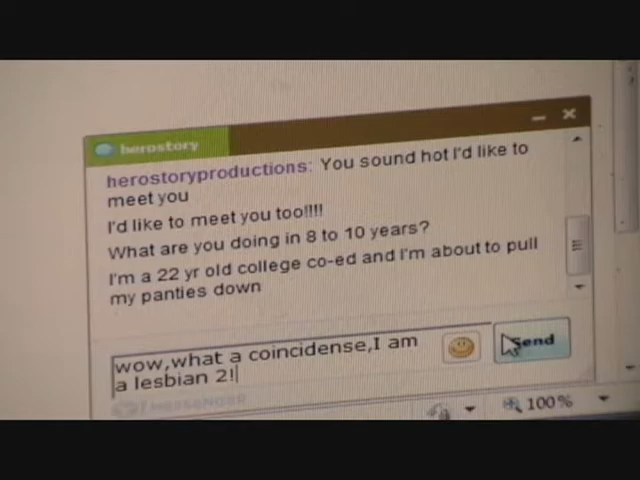 herostory
herostoryproductions: You sound hot I'd like to
meet you
I'd like to meet you too!!!!
What are you doing in 8 to 10 years?
I'm a 22 yr old college co-ed and I'm about to pull
my panties down
wow,what a coincidense,I am
a lesbian 2!
Send
100%